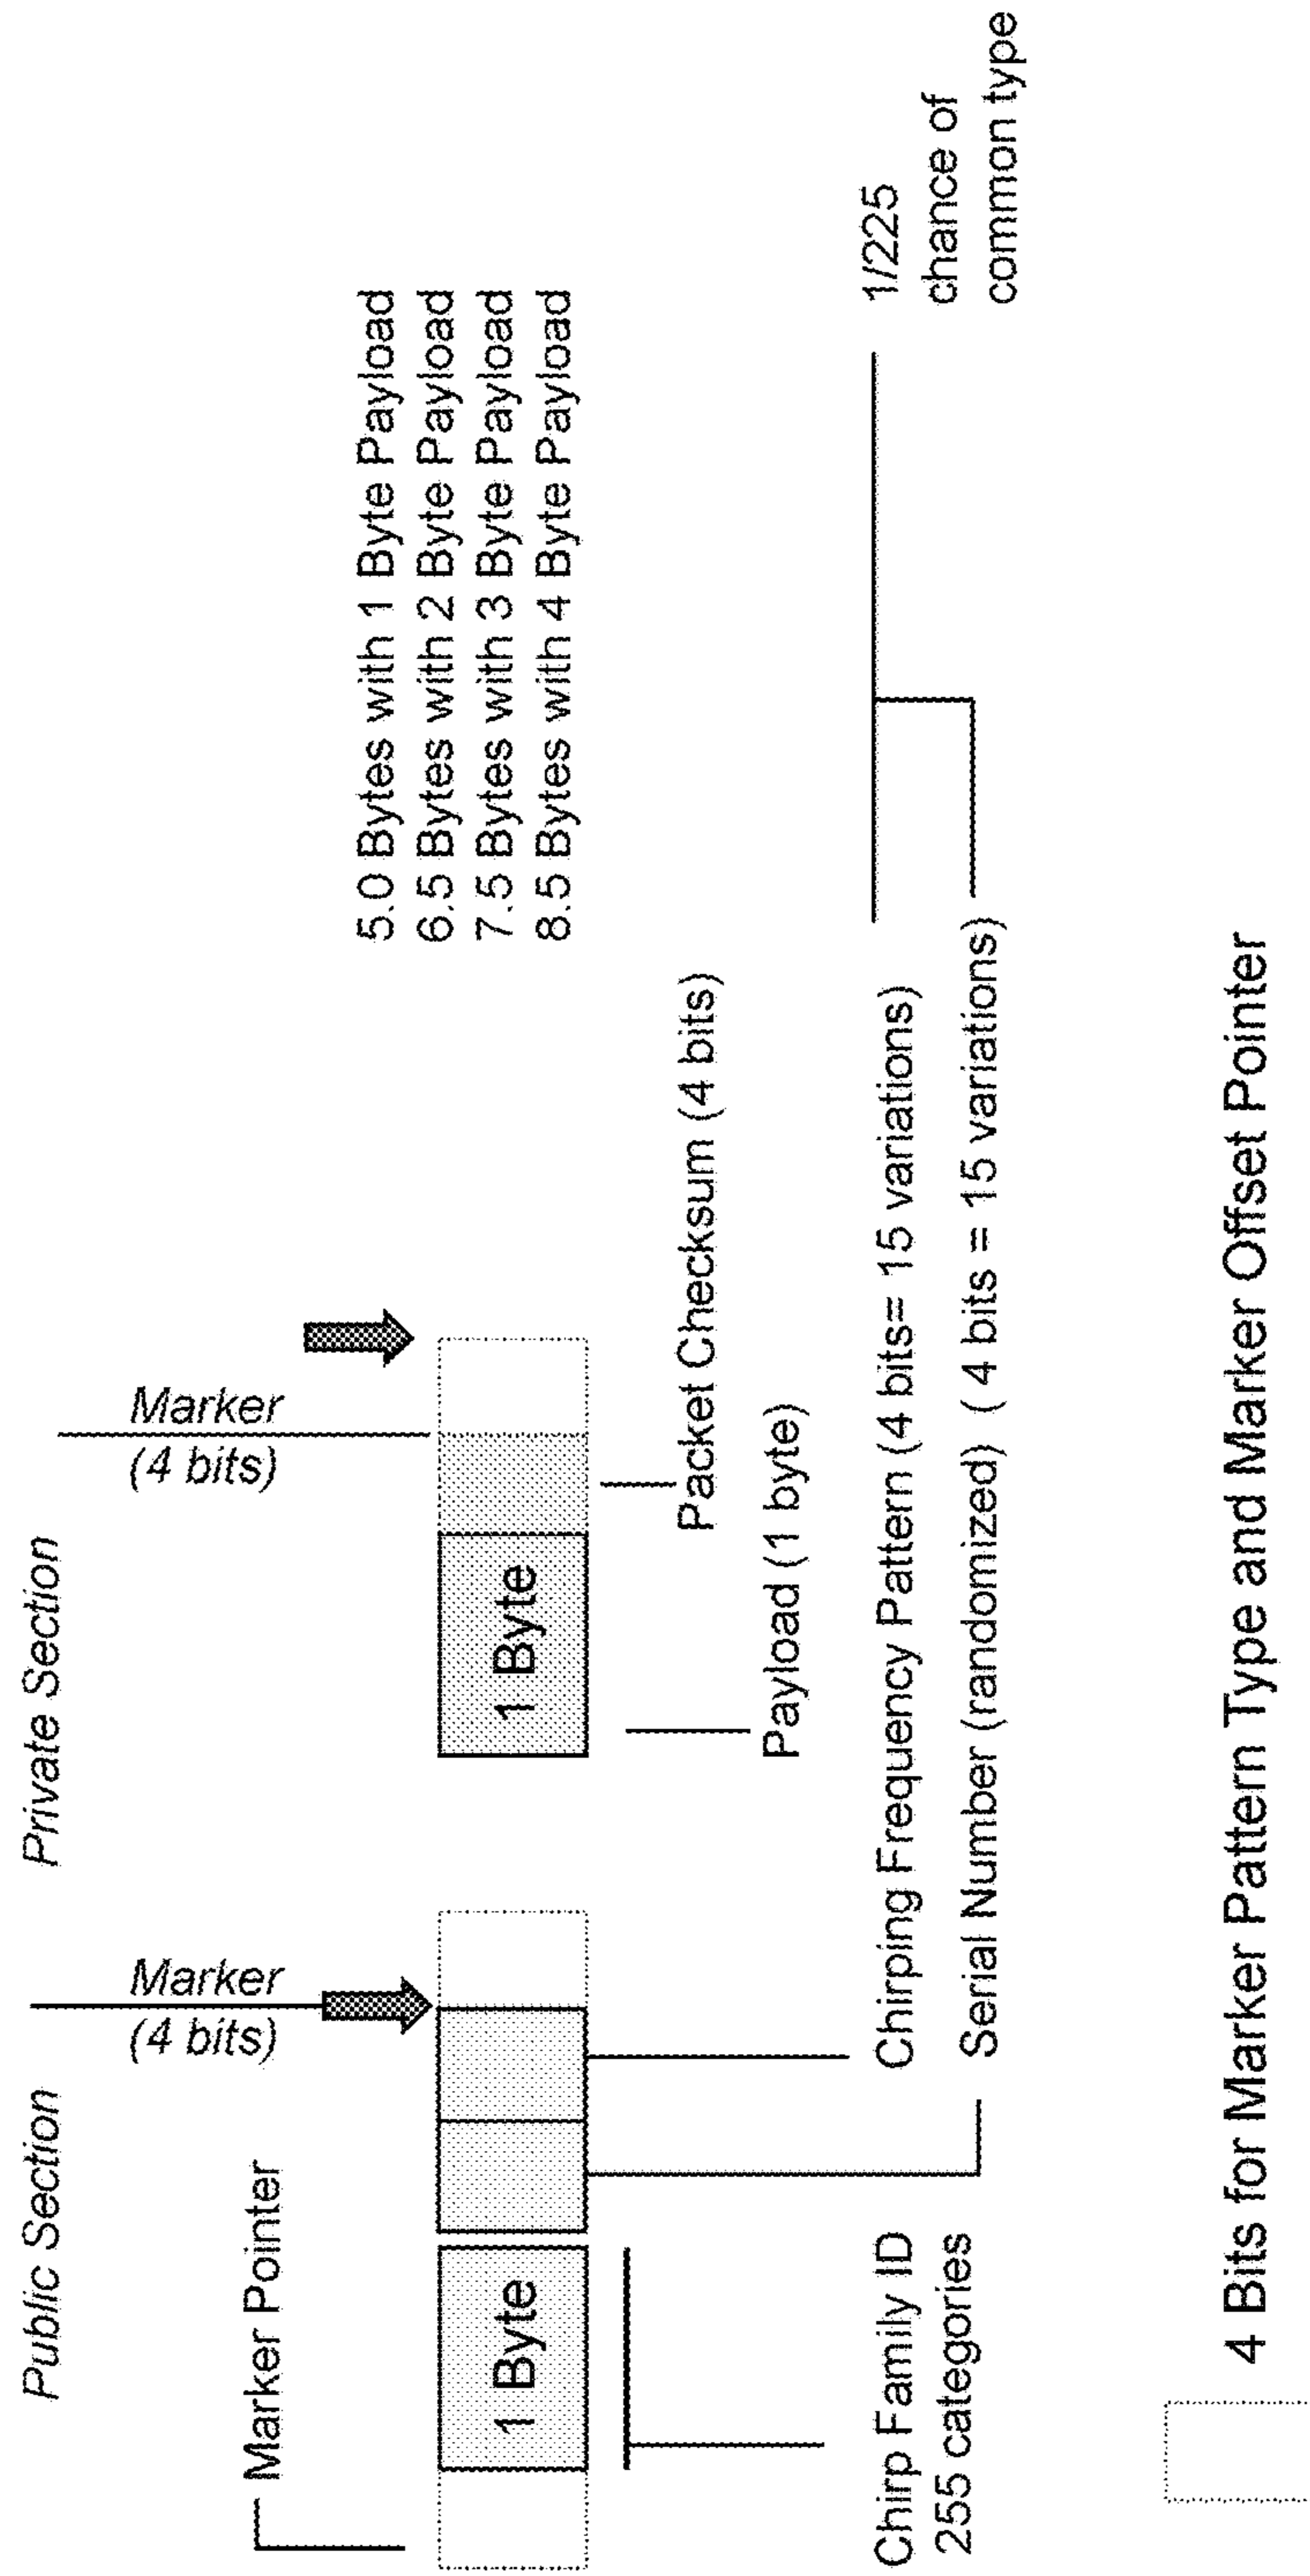 Public Section
Private Section
Marker Pointer
Marker
(4 bits)
Marker
(4 bits)
1 Byte
1 Byte
5.0 Bytes with 1 Byte Payload
6.5 Bytes with 2 Byte Payload
7.5 Bytes with 3 Byte Payload
8.5 Bytes with 4 Byte Payload
Packet Checksum (4 bits)
Payload (1 byte)
Chirp Family ID
255 categories
Chirping Frequency Pattern (4 bits= 15 variations)
Serial Number (randomized) ( 4 bits = 15 variations)
1/225
chance of
common type
4 Bits for Marker Pattern Type and Marker Offset Pointer